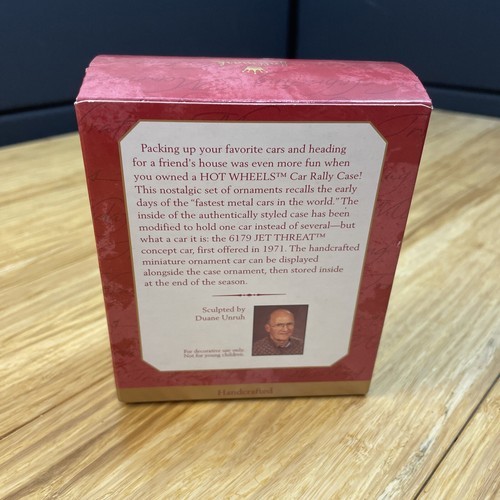 Packing up your favorite cars and heading
for a friend's house was even more fun when
you owned a HOT WHEELS™ Car Rally Case!
This nostalgic set of ornaments recalls the early
days of the "fastest metal cars in the world." The
inside of the authentically styled case has been
modified to hold one car instead of several—but
what a car it is: the 6179 JET THREAT™
concept car, first offered in 1971. The handcrafted
miniature ornament car can be displayed
alongside the case ornament, then stored inside
at the end of the season.
Sculpted by
Duane Unruh
For decorative use only.
Not for young children.
Handcrafted